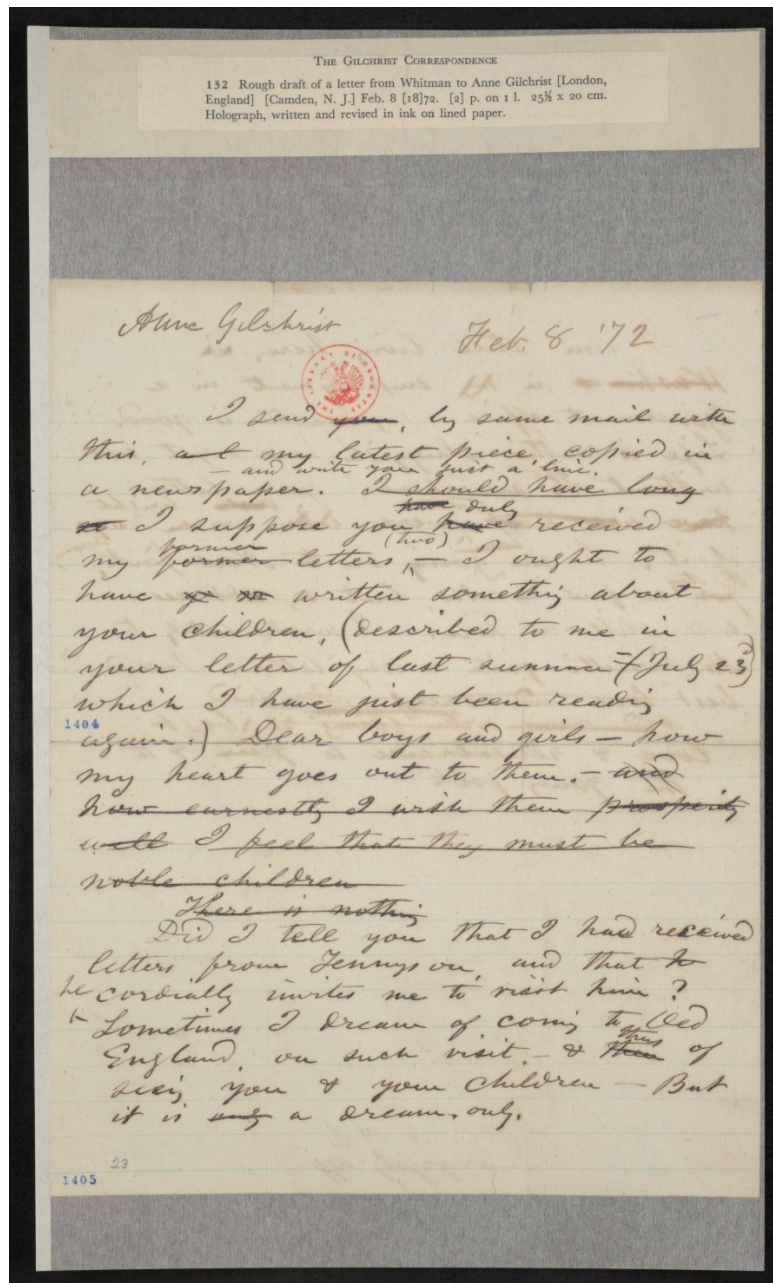 THE GILCHRIST CORRESPONDENCE
132 Rough draft of a letter from Whitman to Anne Gilchrist [London,
England] [Camden, N. J.] Feb. 8 [18]72. [2] p. on 1 l. 25½ x 20 cm.
Holograph, written and revised in ink on lined paper.
Anne Gilchrist
Feb. 8 '72
I send you, by same mail with
this, my latest piece, copied in
– and write you just a line.
a newspaper. I should have long
have duly
so I suppose you have received
former (two)
my former letters, – I ought to
have written something about
your children, (described to me in
your letter of last summer – (July 23)
which I have just been reading
1404
again.) Dear boys and girls – how
my heart goes out to them. – and
how earnestly I wish them prosperity
well I feel that they must be
noble children
There is nothing
Did I tell you that I had received
letters from Tennyson, and that he
he cordially invites me to visit him?
Sometimes I dream of coming to Old
thus
England, on such visit, – & then of
seeing you & your children – But
it is only a dream only.
23
1405